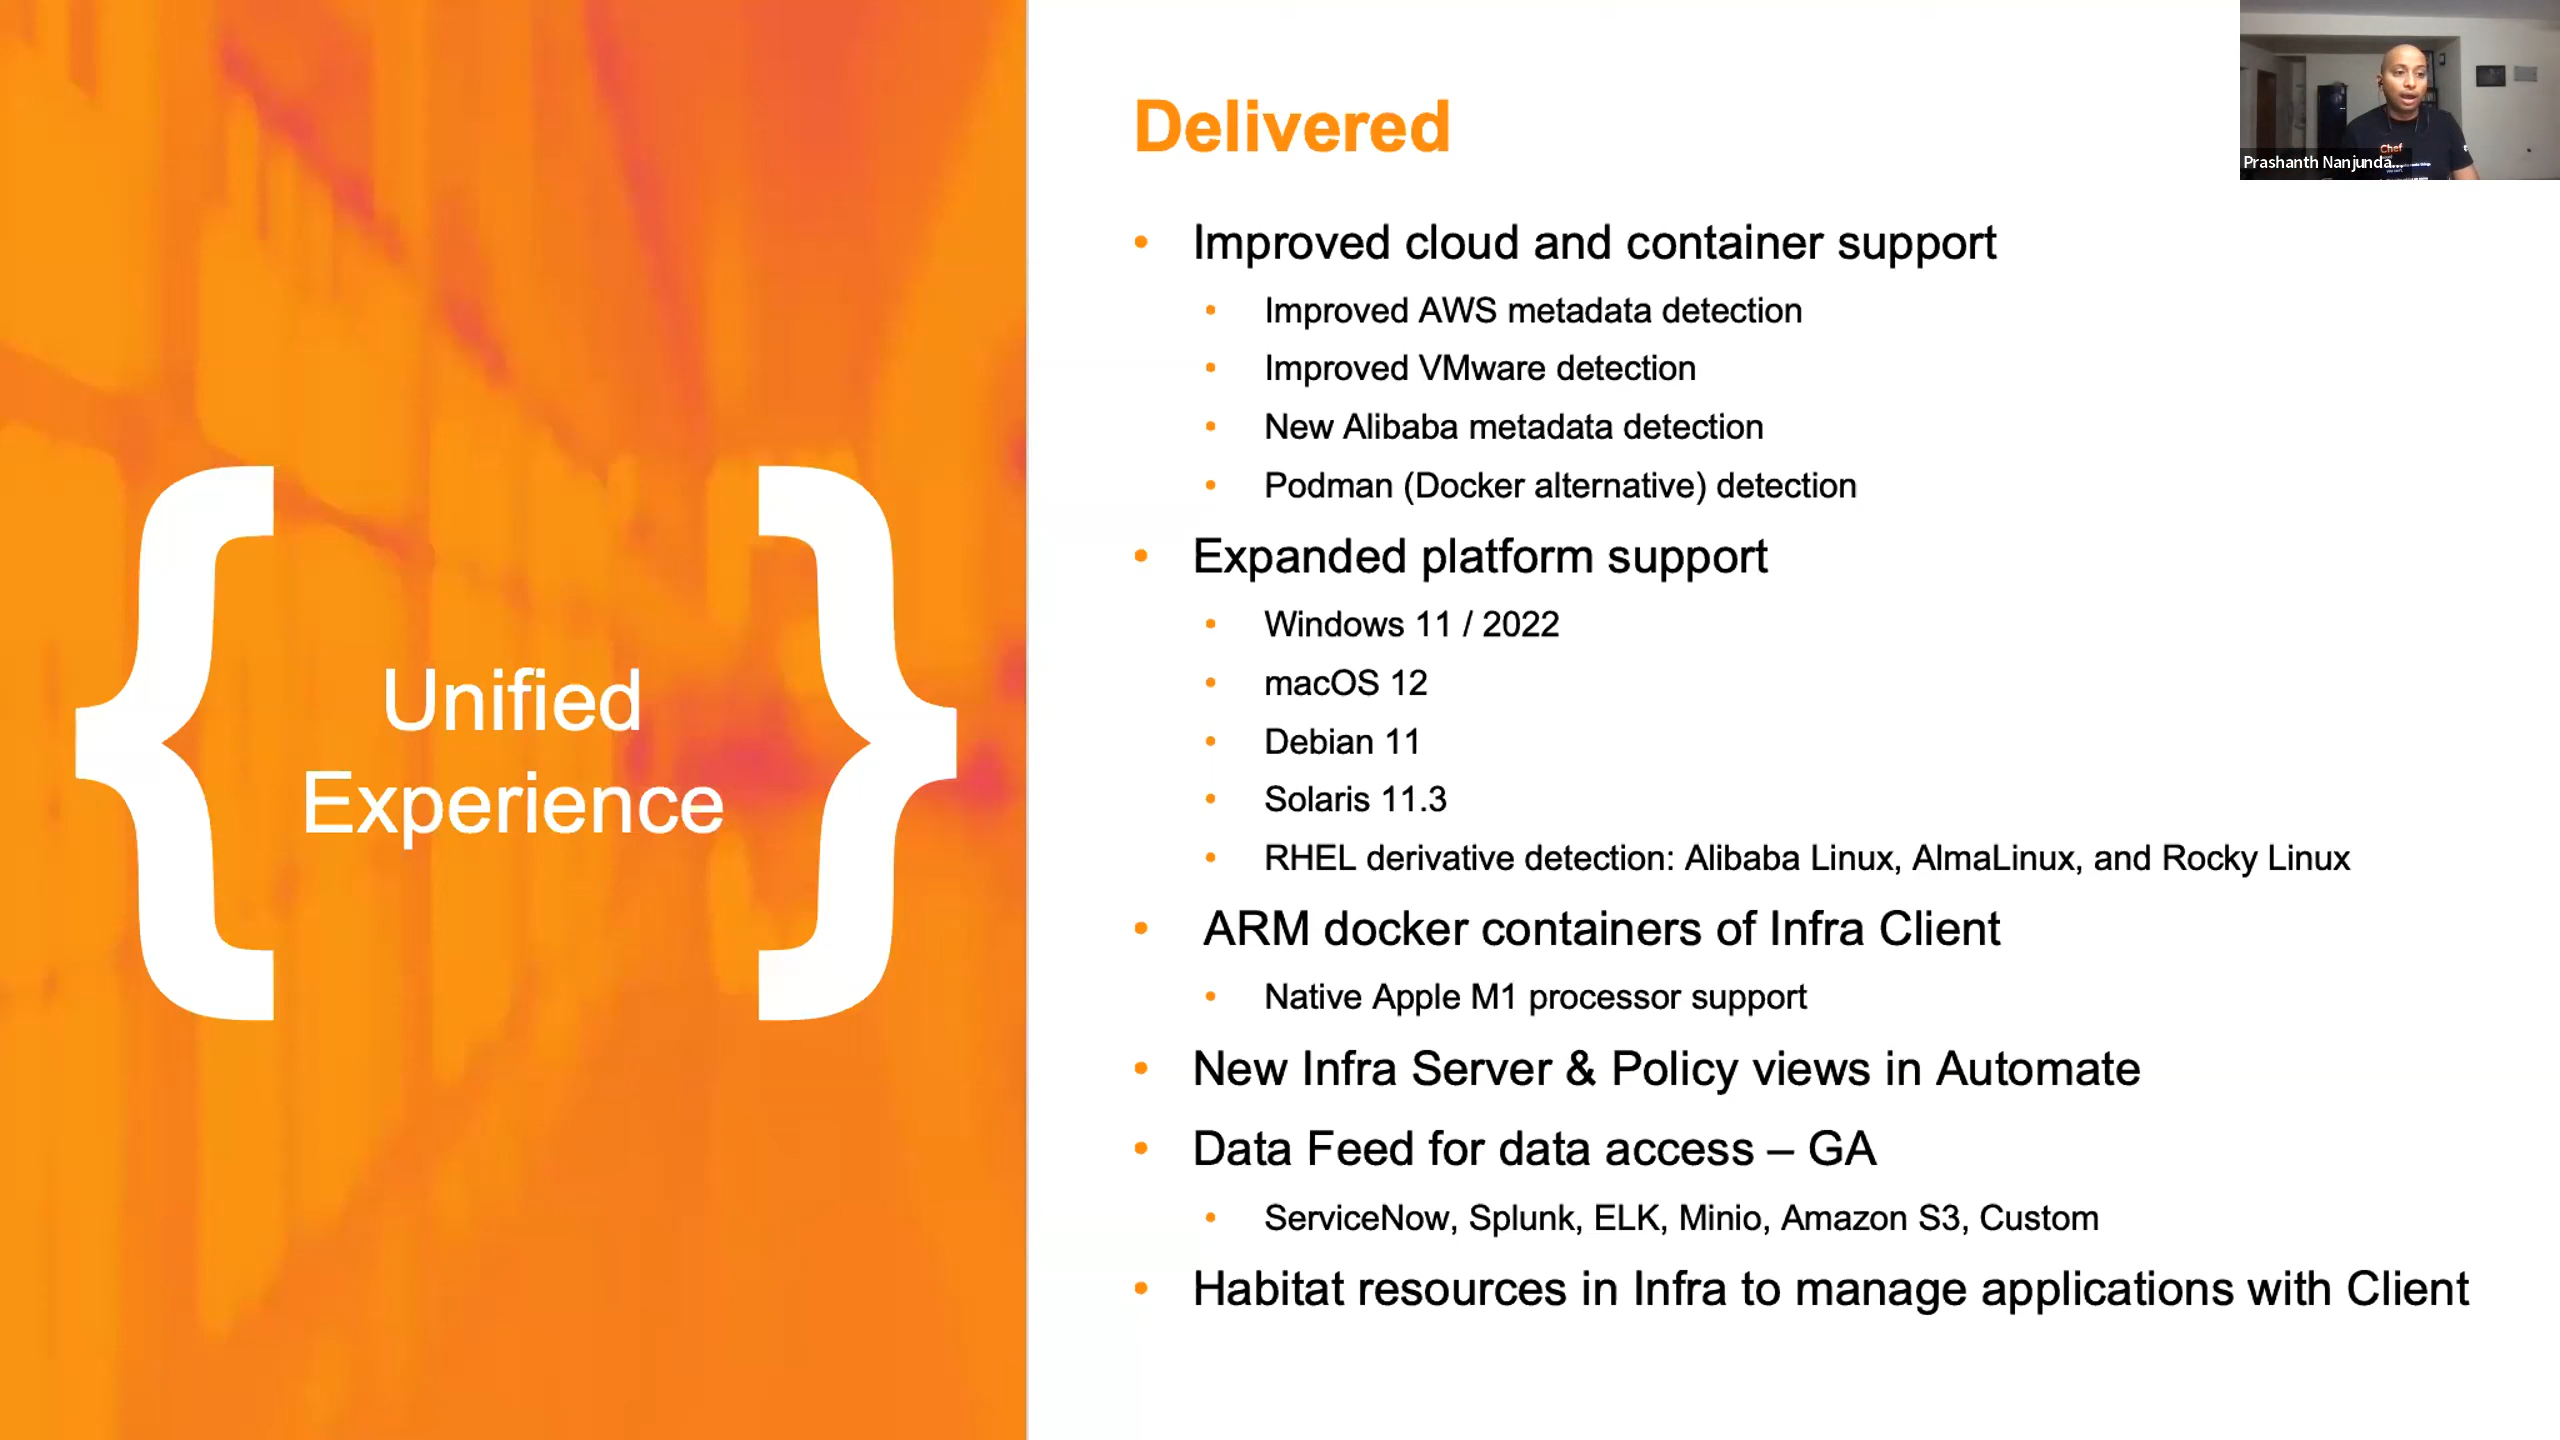 Delivered
Improved cloud and container support
Improved AWS metadata detection
Improved VMware detection
New Alibaba metadata detection
Podman (Docker alternative) detection
Expanded platform support
Windows 11 / 2022
macOS 12
Debian 11
Solaris 11.3
RHEL derivative detection: Alibaba Linux, AlmaLinux, and Rocky Linux
ARM docker containers of Infra Client
Native Apple M1 processor support
New Infra Server & Policy views in Automate
Data Feed for data access – GA
ServiceNow, Splunk, ELK, Minio, Amazon S3, Custom
Habitat resources in Infra to manage applications with Client
{ Unified
Experience }
Chef
Prashanth Nanjunda...